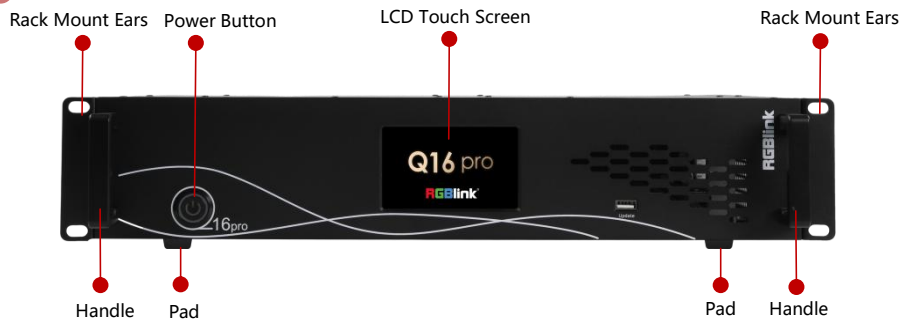 Rack Mount Ears
Power Button
LCD Touch Screen
Rack Mount Ears
RGBlink
Q16 pro
RGBlink
Update
16pro
Handle
Pad
Pad
Handle